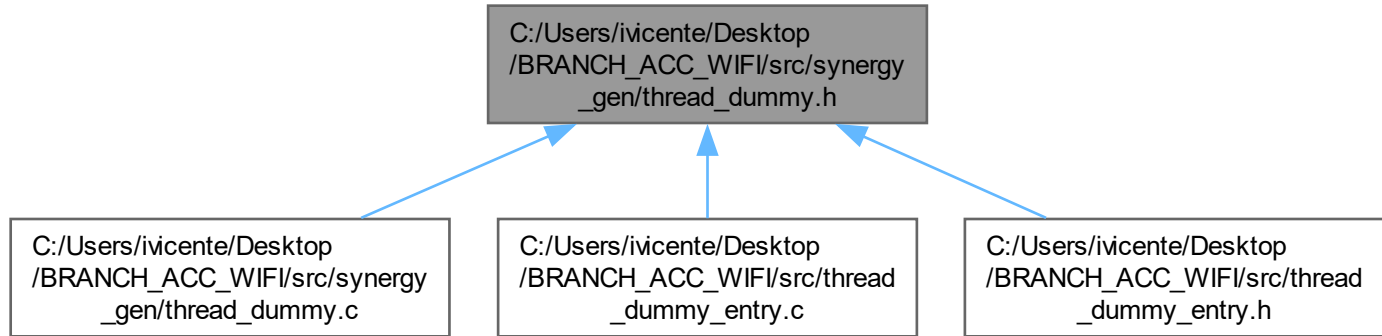 C:/Users/ivicente/Desktop
/BRANCH_ACC_WIFI/src/synergy
_gen/thread_dummy.h
C:/Users/ivicente/Desktop
/BRANCH_ACC_WIFI/src/synergy
_gen/thread_dummy.c
C:/Users/ivicente/Desktop
/BRANCH_ACC_WIFI/src/thread
_dummy_entry.c
C:/Users/ivicente/Desktop
/BRANCH_ACC_WIFI/src/thread
_dummy_entry.h